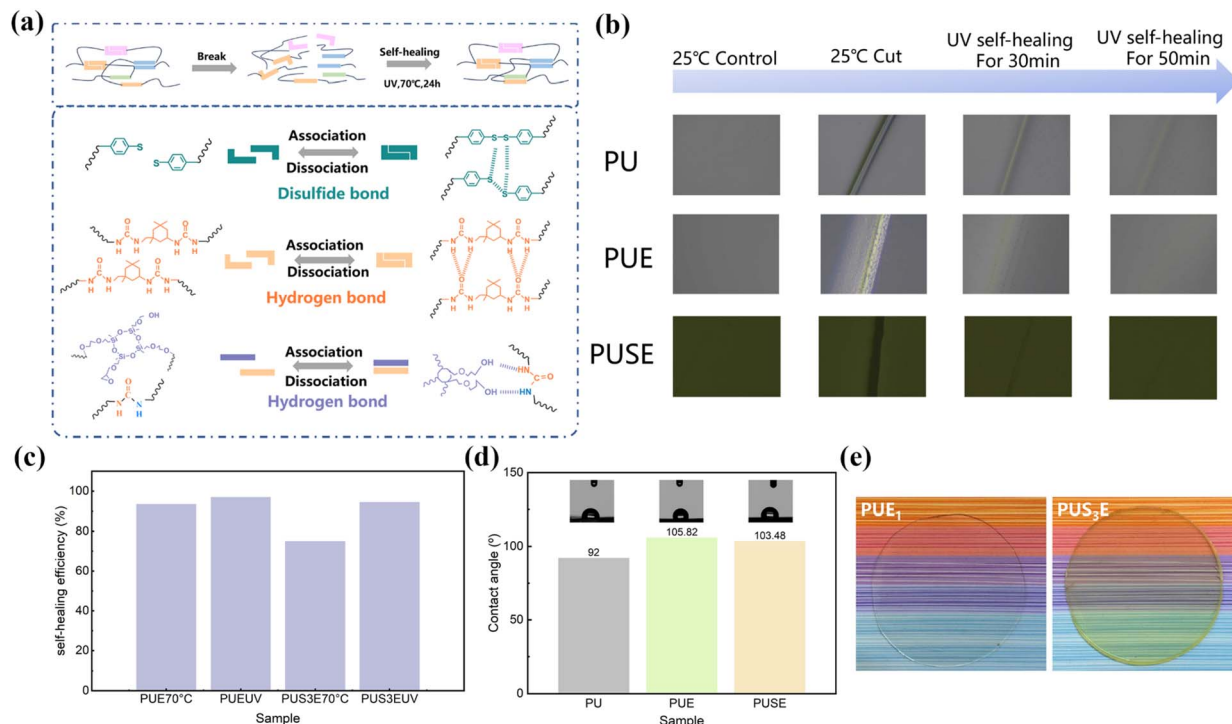 (a)
Break
Self-healing
UV,70℃,24h
Association
Dissociation
Disulfide bond
Association
Dissociation
Hydrogen bond
Association
Dissociation
Hydrogen bond
(b)
25℃ Control
25℃ Cut
UV self-healing
For 30min
UV self-healing
For 50min
PU
PUE
PUSE
(c)
self-healing efficiency (%)
100
80
60
40
20
0
PUE70°C
PUEUV
PUS3E70°C
PUS3EUV
Sample
(d)
Contact angle (°)
150
100
50
0
92
105.82
103.48
PU
PUE
PUSE
Sample
(e)
PUE₁
PUS₃E